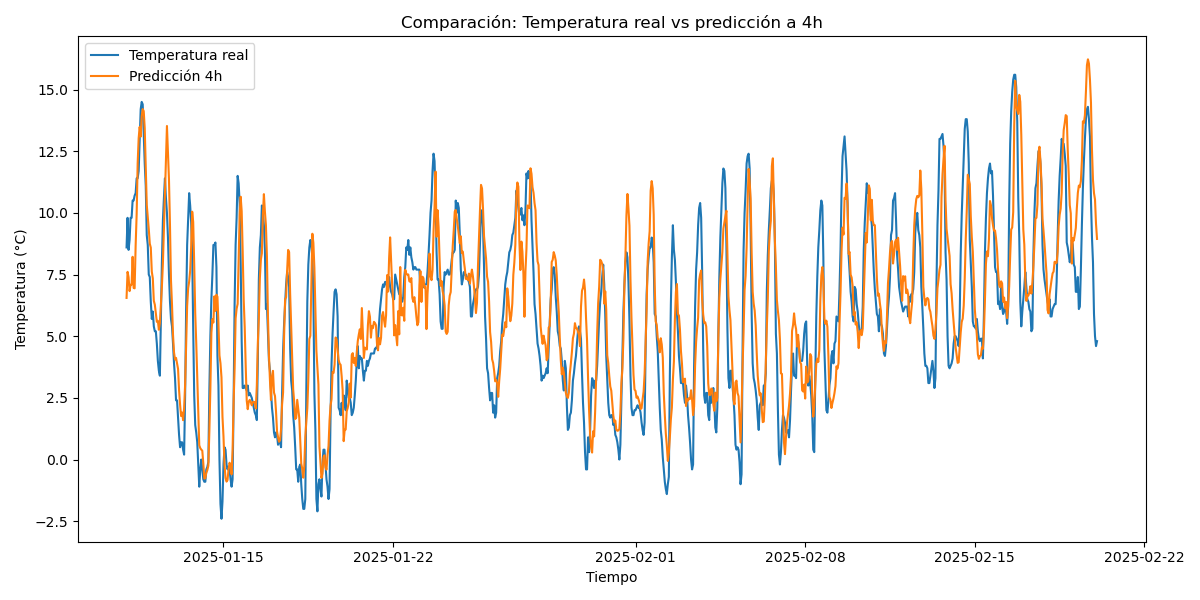 Comparación: Temperatura real vs predicción a 4h
Temperatura real
Predicción 4h
Temperatura (°C)
15.0
12.5
10.0
7.5
5.0
2.5
0.0
−2.5
2025-01-15
2025-01-22
2025-02-01
2025-02-08
2025-02-15
2025-02-22
Tiempo